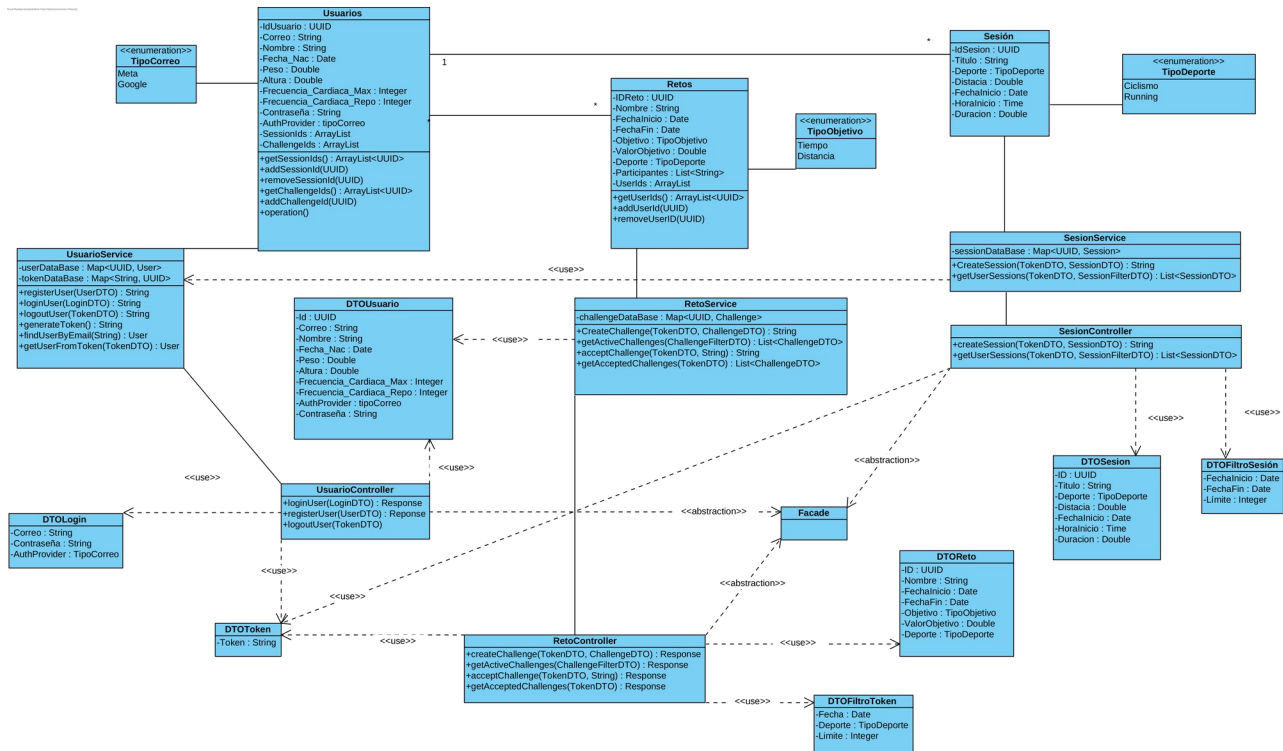 Usuarios
-IdUsuario : UUID
-Correo : String
-Nombre : String
-Fecha_Nac : Date
-Peso : Double
-Altura : Double
-Frecuencia_Cardiaca_Max : Integer
-Frecuencia_Cardiaca_Repo : Integer
-Contraseña : String
-AuthProvider : tipoCorreo
-SessionIds : ArrayList
-ChallengeIds : ArrayList
+getSessionIds() : ArrayList<UUID>
+addSessionId(UUID)
+removeSessionId(UUID)
+getChallengeIds() : ArrayList<UUID>
+addChallengeId(UUID)
+operation()
<<enumeration>>
TipoCorreo
Meta
Google
1
*
*
*
Sesión
-IdSesion : UUID
-Titulo : String
-Deporte : TipoDeporte
-Distacia : Double
-FechaInicio : Date
-HoraInicio : Time
-Duracion : Double
<<enumeration>>
TipoDeporte
Ciclismo
Running
Retos
-IDReto : UUID
-Nombre : String
-FechaInicio : Date
-FechaFin : Date
-Objetivo : TipoObjetivo
-ValorObjetivo : Double
-Deporte : TipoDeporte
-Participantes : List<String>
-UserIds : ArrayList
+getUserIds() : ArrayList<UUID>
+addUserId(UUID)
+removeUserID(UUID)
<<enumeration>>
TipoObjetivo
Tiempo
Distancia
UsuarioService
-userDataBase : Map<UUID, User>
-tokenDataBase : Map<String, UUID>
+registerUser(UserDTO) : String
+loginUser(LoginDTO) : String
+logoutUser(TokenDTO) : String
+generateToken() : String
+findUserByEmail(String) : User
+getUserFromToken(TokenDTO) : User
<<use>>
SesionService
-sessionDataBase : Map<UUID, Session>
+CreateSession(TokenDTO, SessionDTO) : String
+getUserSessions(TokenDTO, SessionFilterDTO) : List<SessionDTO>
DTOUsuario
-Id : UUID
-Correo : String
-Nombre : String
-Fecha_Nac : Date
-Peso : Double
-Altura : Double
-Frecuencia_Cardiaca_Max : Integer
-Frecuencia_Cardiaca_Repo : Integer
-AuthProvider : tipoCorreo
-Contraseña : String
<<use>>
RetoService
-challengeDataBase : Map<UUID, Challenge>
+CreateChallenge(TokenDTO, ChallengeDTO) : String
+getActiveChallenges(ChallengeFilterDTO) : List<ChallengeDTO>
+acceptChallenge(TokenDTO, String) : String
+getAcceptedChallenges(TokenDTO) : List<ChallengeDTO>
SesionController
+createSession(TokenDTO, SessionDTO) : String
+getUserSessions(TokenDTO, SessionFilterDTO) : List<SessionDTO>
<<use>>
<<use>>
<<use>>
<<use>>
<<abstraction>>
UsuarioController
+loginUser(LoginDTO) : Response
+registerUser(UserDTO) : Reponse
+logoutUser(TokenDTO)
DTOLogin
-Correo : String
-Contraseña : String
-AuthProvider : TipoCorreo
<<abstraction>>
Facade
DTOSesion
-ID : UUID
-Titulo : String
-Deporte : TipoDeporte
-Distacia : Double
-FechaInicio : Date
-HoraInicio : Time
-Duracion : Double
DTOFiltroSesión
-FechaInicio : Date
-FechaFin : Date
-Límite : Integer
<<use>>
<<use>>
<<abstraction>>
DTOReto
-ID : UUID
-Nombre : String
-FechaInicio : Date
-FechaFin : Date
-Objetivo : TipoObjetivo
-ValorObjetivo : Double
-Deporte : TipoDeporte
DTOToken
-Token : String
<<use>>
RetoController
+createChallenge(TokenDTO, ChallengeDTO) : Response
+getActiveChallenges(ChallengeFilterDTO) : Response
+acceptChallenge(TokenDTO, String) : Response
+getAcceptedChallenges(TokenDTO) : Response
<<use>>
<<use>>
DTOFiltroToken
-Fecha : Date
-Deporte : TipoDeporte
-Limite : Integer